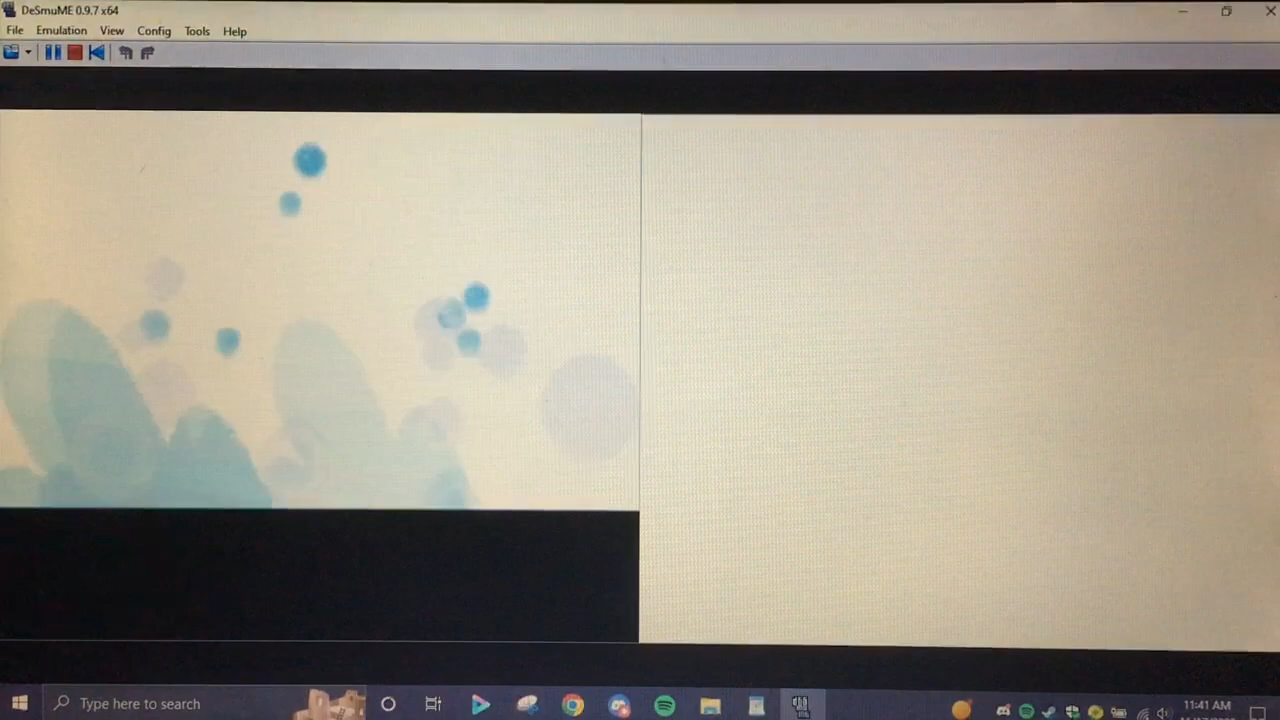 DeSmuME 0.9.7 x64
File Emulation View Config Tools Help
Type here to search
11:41 AM